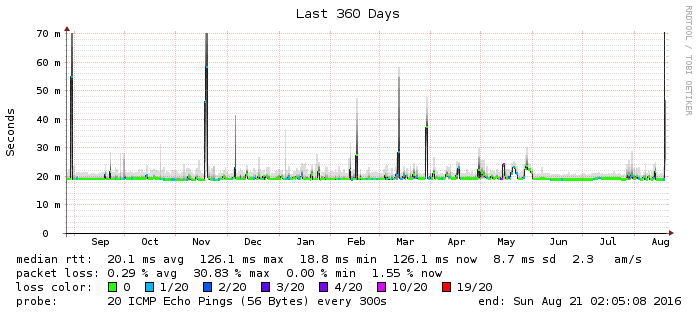 Last 360 Days
RRDTOOL / TOBI OETIKER
Seconds
70 m
60 m
50 m
40 m
30 m
20 m
10 m
0
Sep Oct Nov Dec Jan Feb Mar Apr May Jun Jul Aug
median rtt: 20.1 ms avg 126.1 ms max 18.8 ms min 126.1 ms now 8.7 ms sd 2.3 am/s
packet loss: 0.29 % avg 30.83 % max 0.00 % min 1.55 % now
loss color: 0 1/20 2/20 3/20 4/20 10/20 19/20
probe: 20 ICMP Echo Pings (56 Bytes) every 300s end: Sun Aug 21 02:05:08 2016